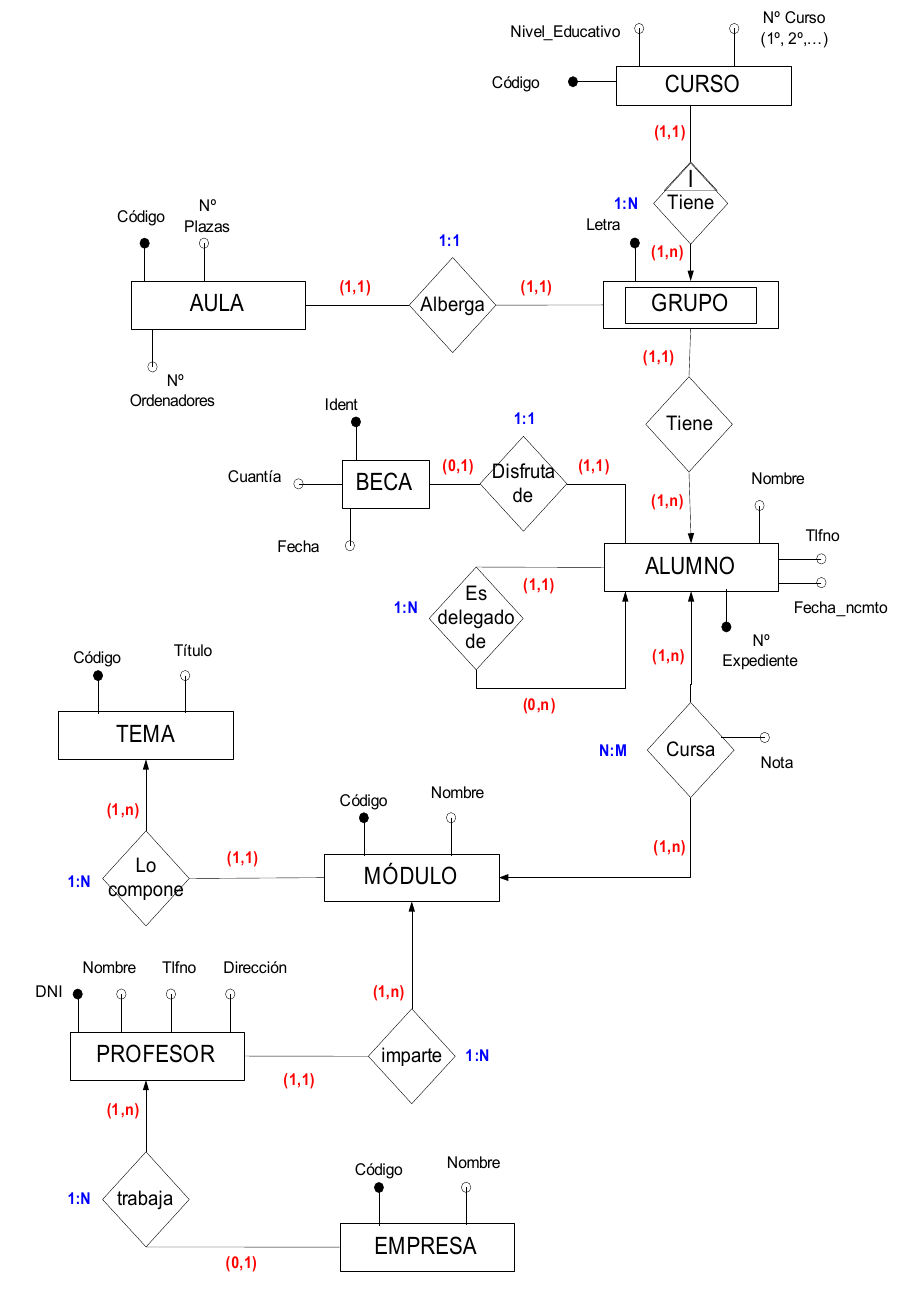 Nº Curso
(1º, 2º,…)
Nivel_Educativo
Código
CURSO
(1,1)
I
Tiene
1:N
(1,n)
Letra
Código
Nº
Plazas
AULA
Nº
Ordenadores
(1,1)
1:1
Alberga
(1,1)
GRUPO
(1,1)
Tiene
(1,n)
Ident
Cuantía
BECA
Fecha
(0,1)
1:1
Disfruta
de
(1,1)
Nombre
Tlfno
ALUMNO
Fecha_ncmto
Nº
Expediente
(1,1)
1:N
Es
delegado
de
(0,n)
(1,n)
N:M
Cursa
Nota
(1,n)
Código
Título
TEMA
(1,n)
1:N
Lo
compone
(1,1)
Código
Nombre
MÓDULO
(1,n)
imparte
1:N
(1,1)
DNI
Nombre
Tlfno
Dirección
PROFESOR
(1,n)
1:N
trabaja
(0,1)
Código
Nombre
EMPRESA